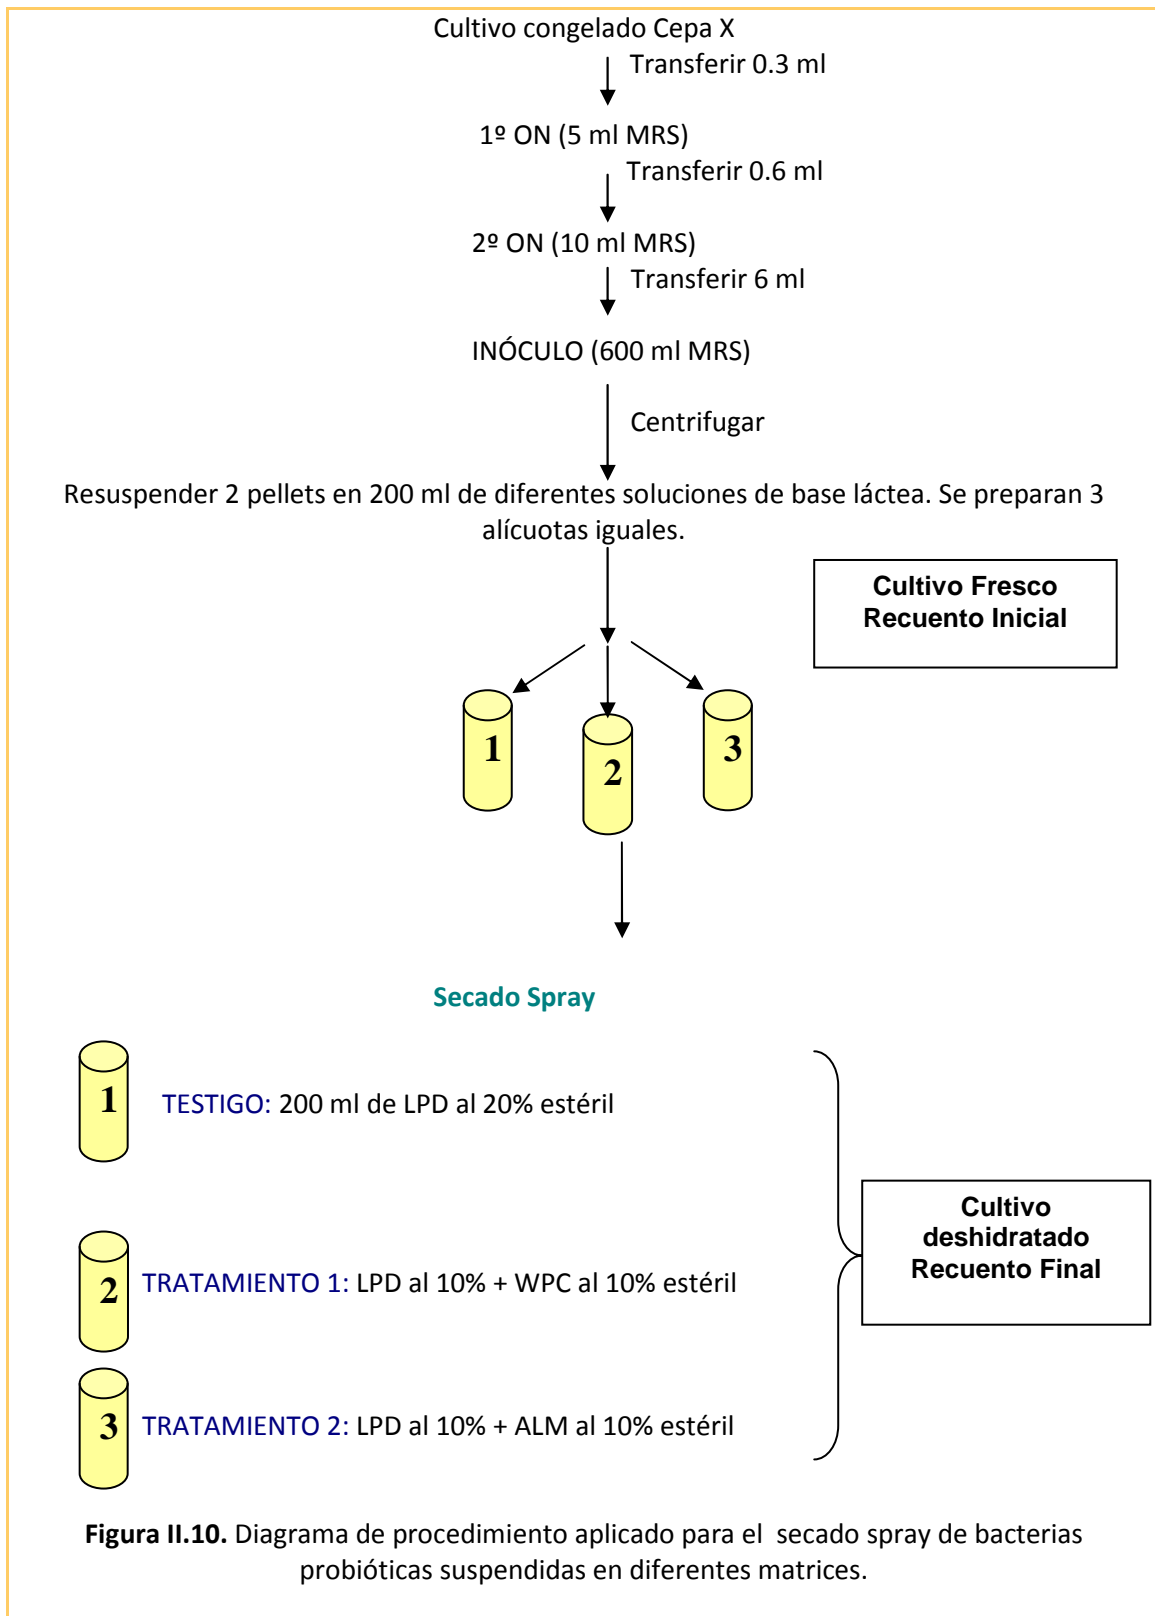 Cultivo congelado Cepa X
Transferir 0.3 ml
1º ON (5 ml MRS)
Transferir 0.6 ml
2º ON (10 ml MRS)
Transferir 6 ml
INÓCULO (600 ml MRS)
Centrifugar
Resuspender 2 pellets en 200 ml de diferentes soluciones de base láctea. Se preparan 3
alícuotas iguales.
Cultivo Fresco
Recuento Inicial
1
2
3
Secado Spray
1
TESTIGO: 200 ml de LPD al 20% estéril
2
TRATAMIENTO 1: LPD al 10% + WPC al 10% estéril
3
TRATAMIENTO 2: LPD al 10% + ALM al 10% estéril
Cultivo
deshidratado
Recuento Final
Figura II.10. Diagrama de procedimiento aplicado para el secado spray de bacterias
probióticas suspendidas en diferentes matrices.